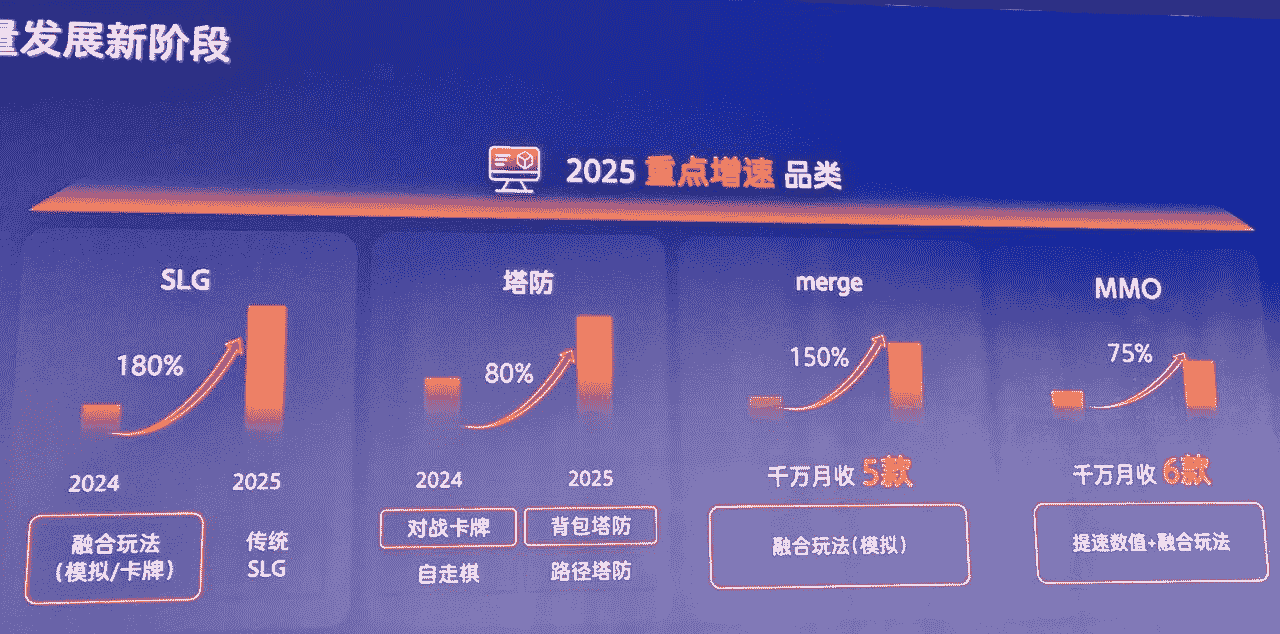 量发展新阶段
2025 重点增速 品类
SLG
180%
2024
2025
融合玩法
（模拟/卡牌）
传统
SLG
塔防
80%
2024
2025
对战卡牌
背包塔防
自走棋
路径塔防
merge
150%
千万月收 5款
融合玩法（模拟）
MMO
75%
千万月收 6款
提速数值+融合玩法